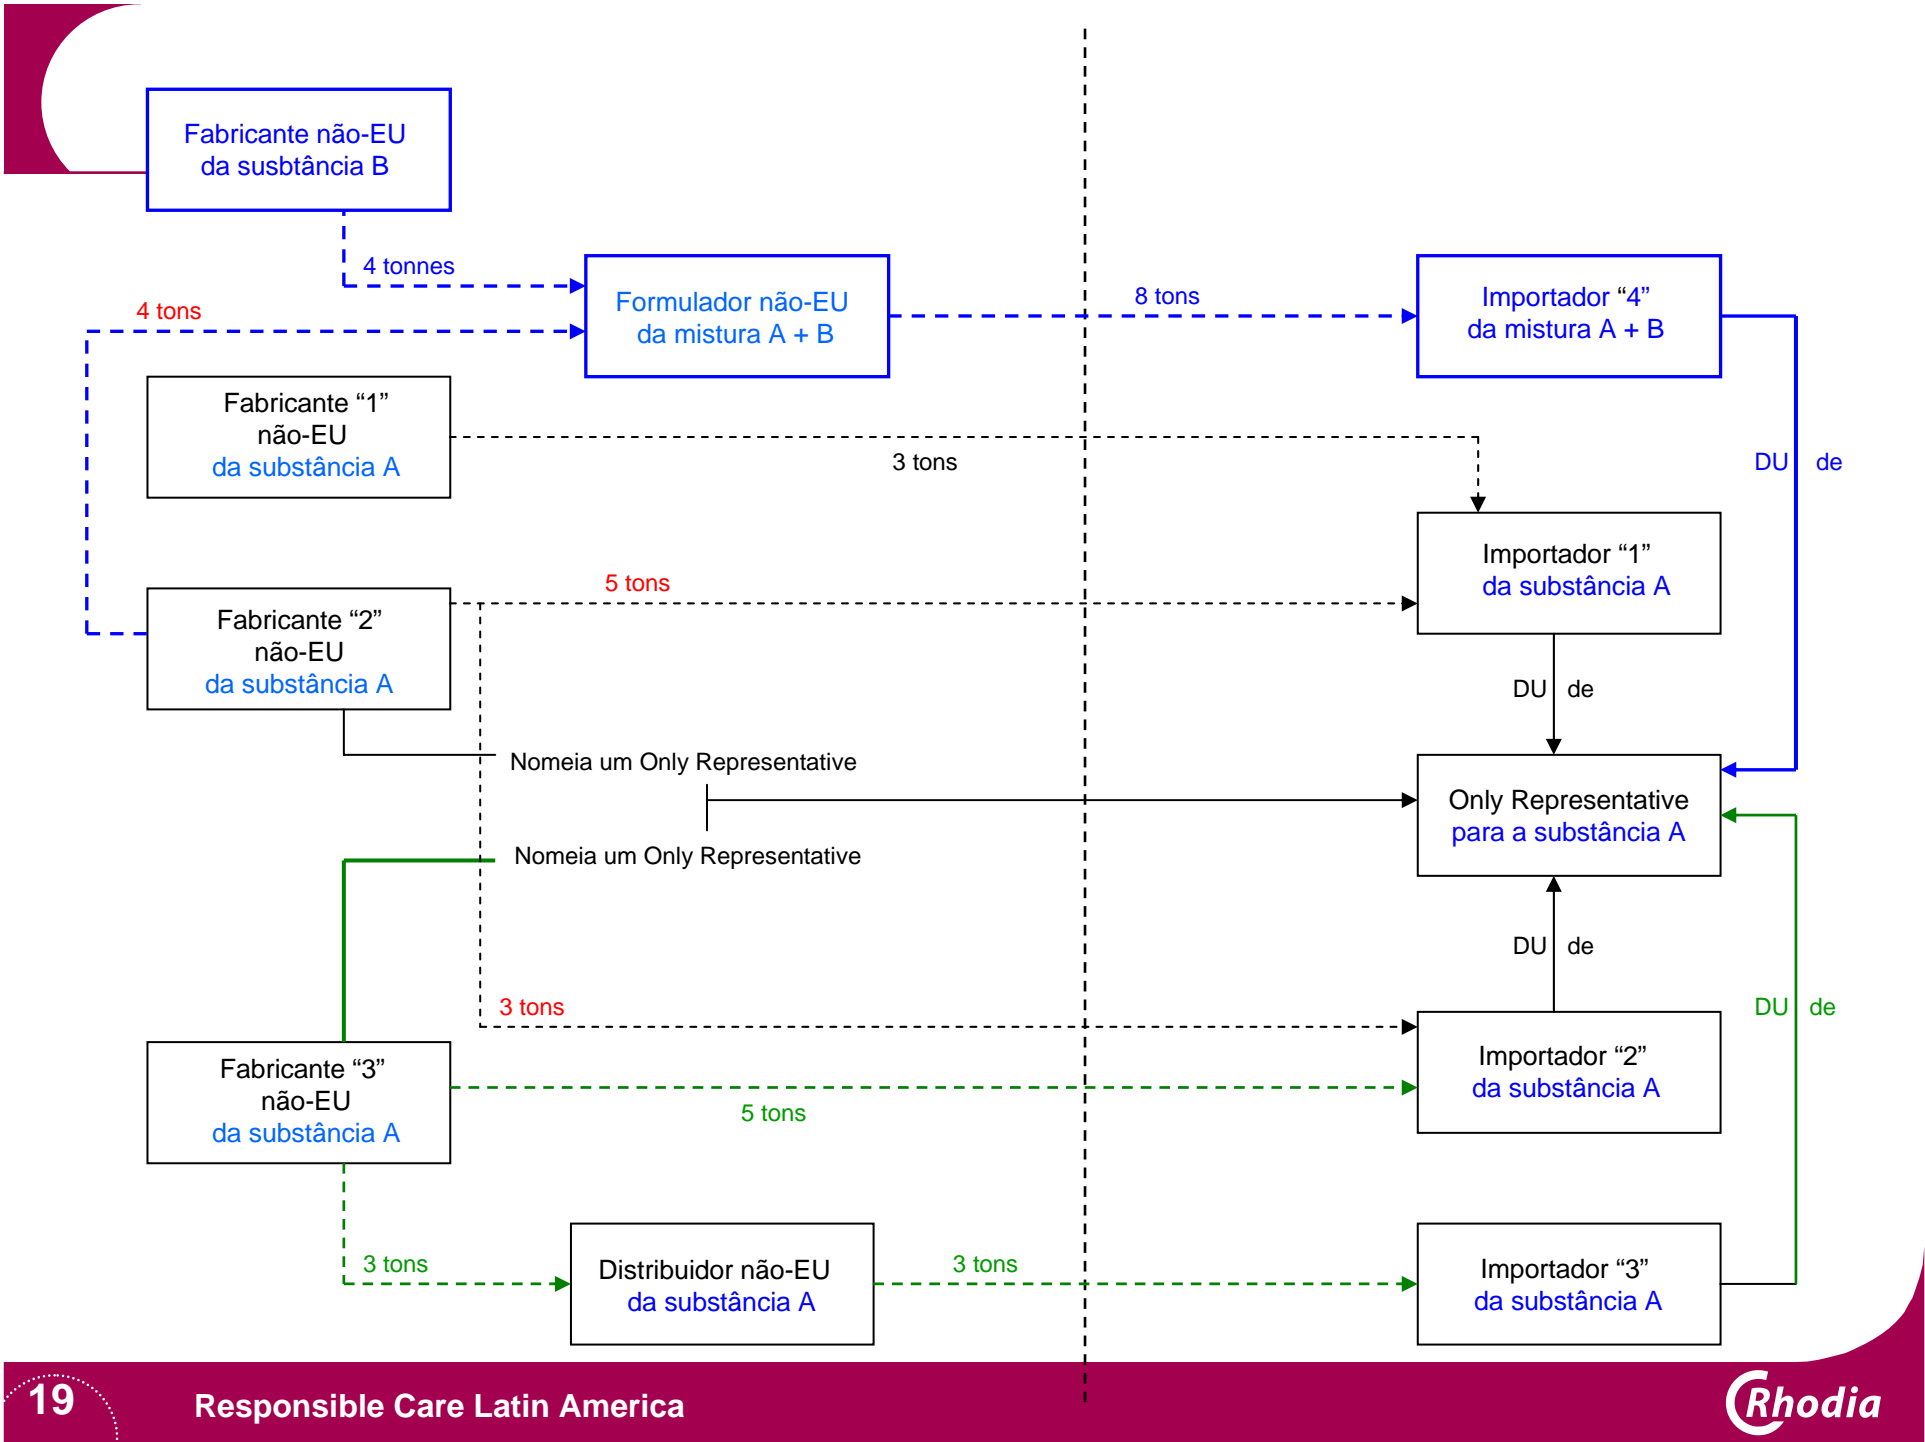 Fabricante não-EU
da susbtância B
4 tonnes
4 tons
Formulador não-EU
da mistura A + B
8 tons
Importador “4”
da mistura A + B
Fabricante “1”
não-EU
da substância A
3 tons
DU de
Importador “1”
da substância A
5 tons
Fabricante “2”
não-EU
da substância A
DU de
Nomeia um Only Representative
Only Representative
para a substância A
Nomeia um Only Representative
DU de
3 tons
DU de
Fabricante “3”
não-EU
da substância A
Importador “2”
da substância A
5 tons
3 tons
Distribuidor não-EU
da substância A
3 tons
Importador “3”
da substância A
19
Responsible Care Latin America
Rhodia